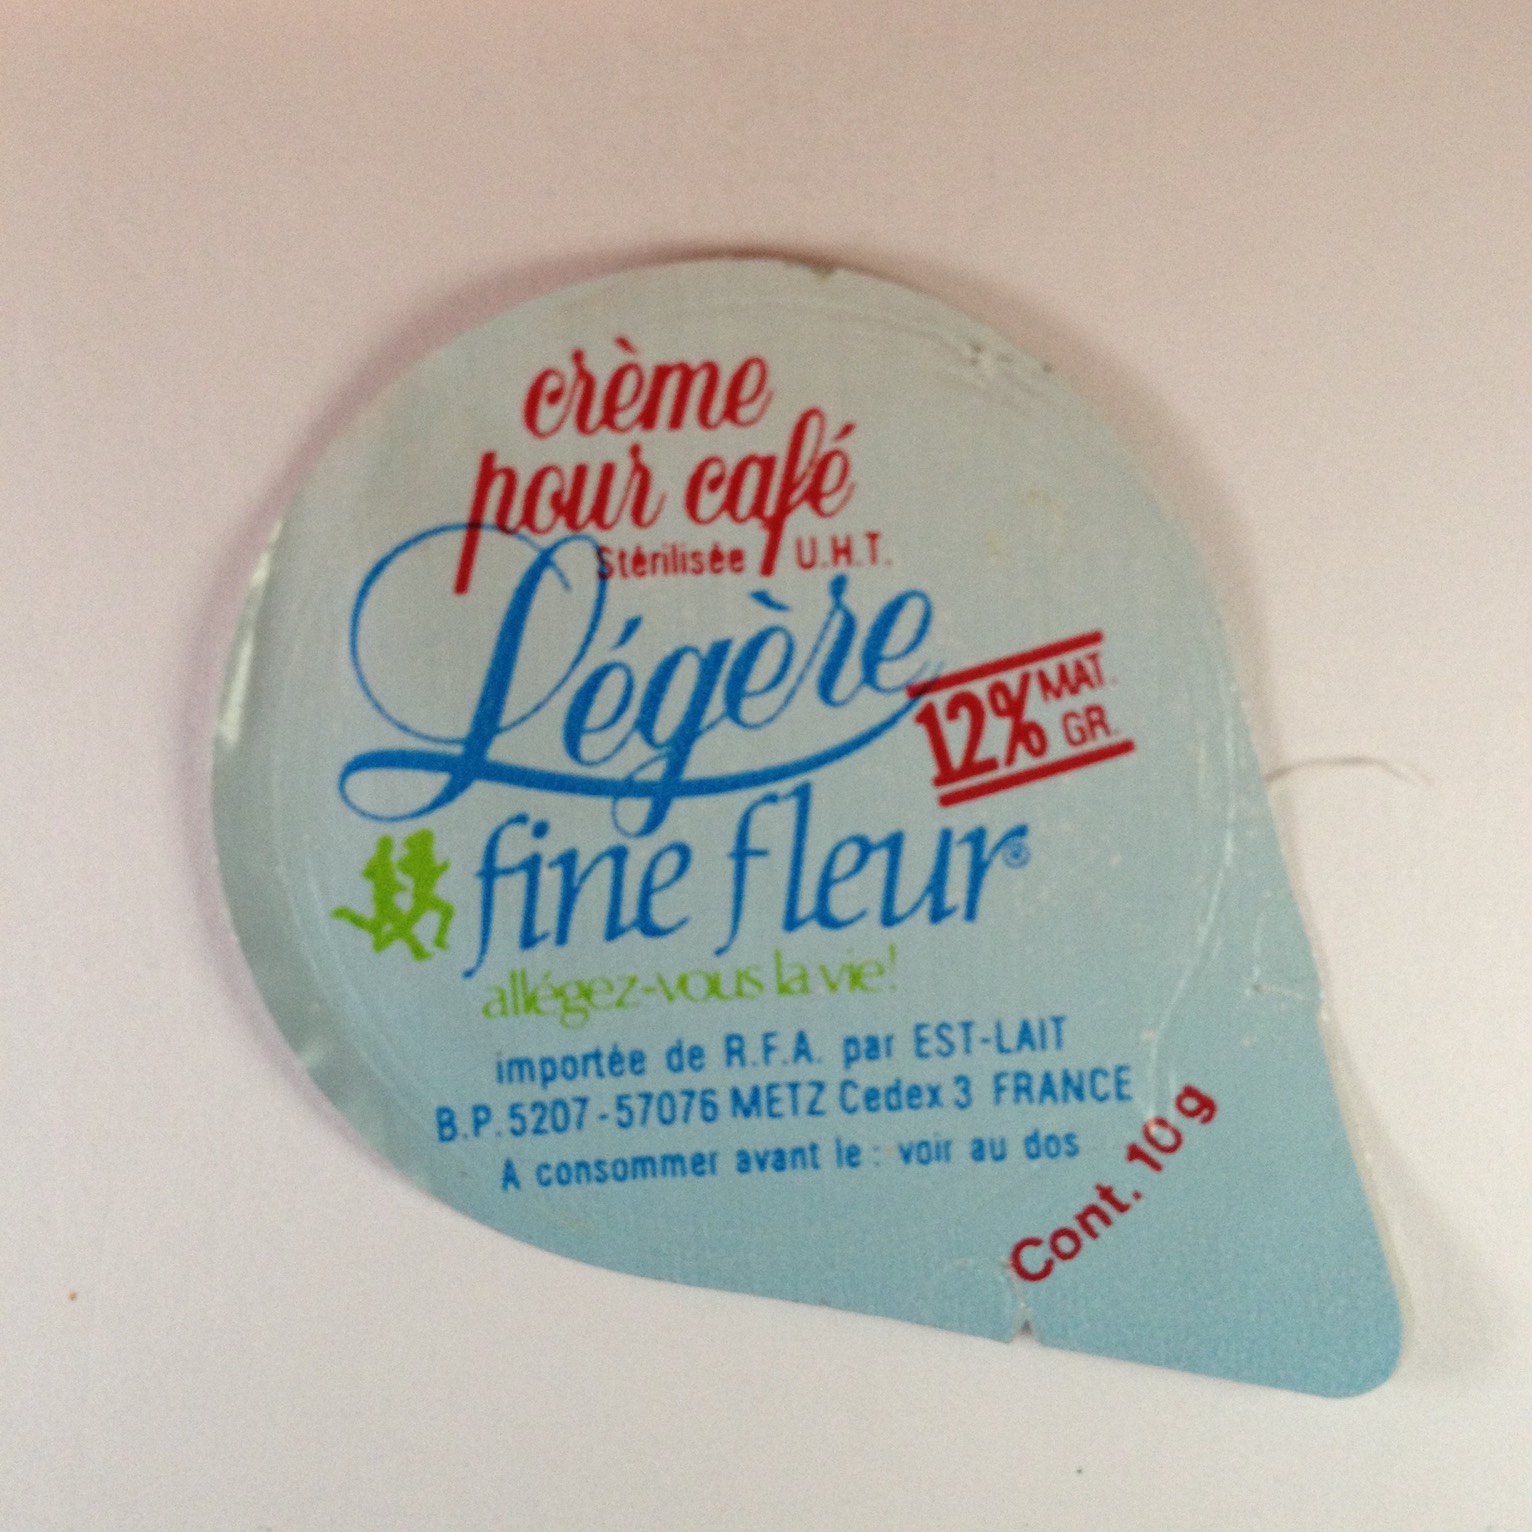 crème
pour café
Stérilisée U.H.T.
Légère
12% MAT.
GR.
fine fleur®
allégez-vous la vie!
importée de R.F.A. par EST-LAIT
B.P. 5207-57076 METZ Cedex 3 FRANCE
A consommer avant le : voir au dos
Cont. 10 g